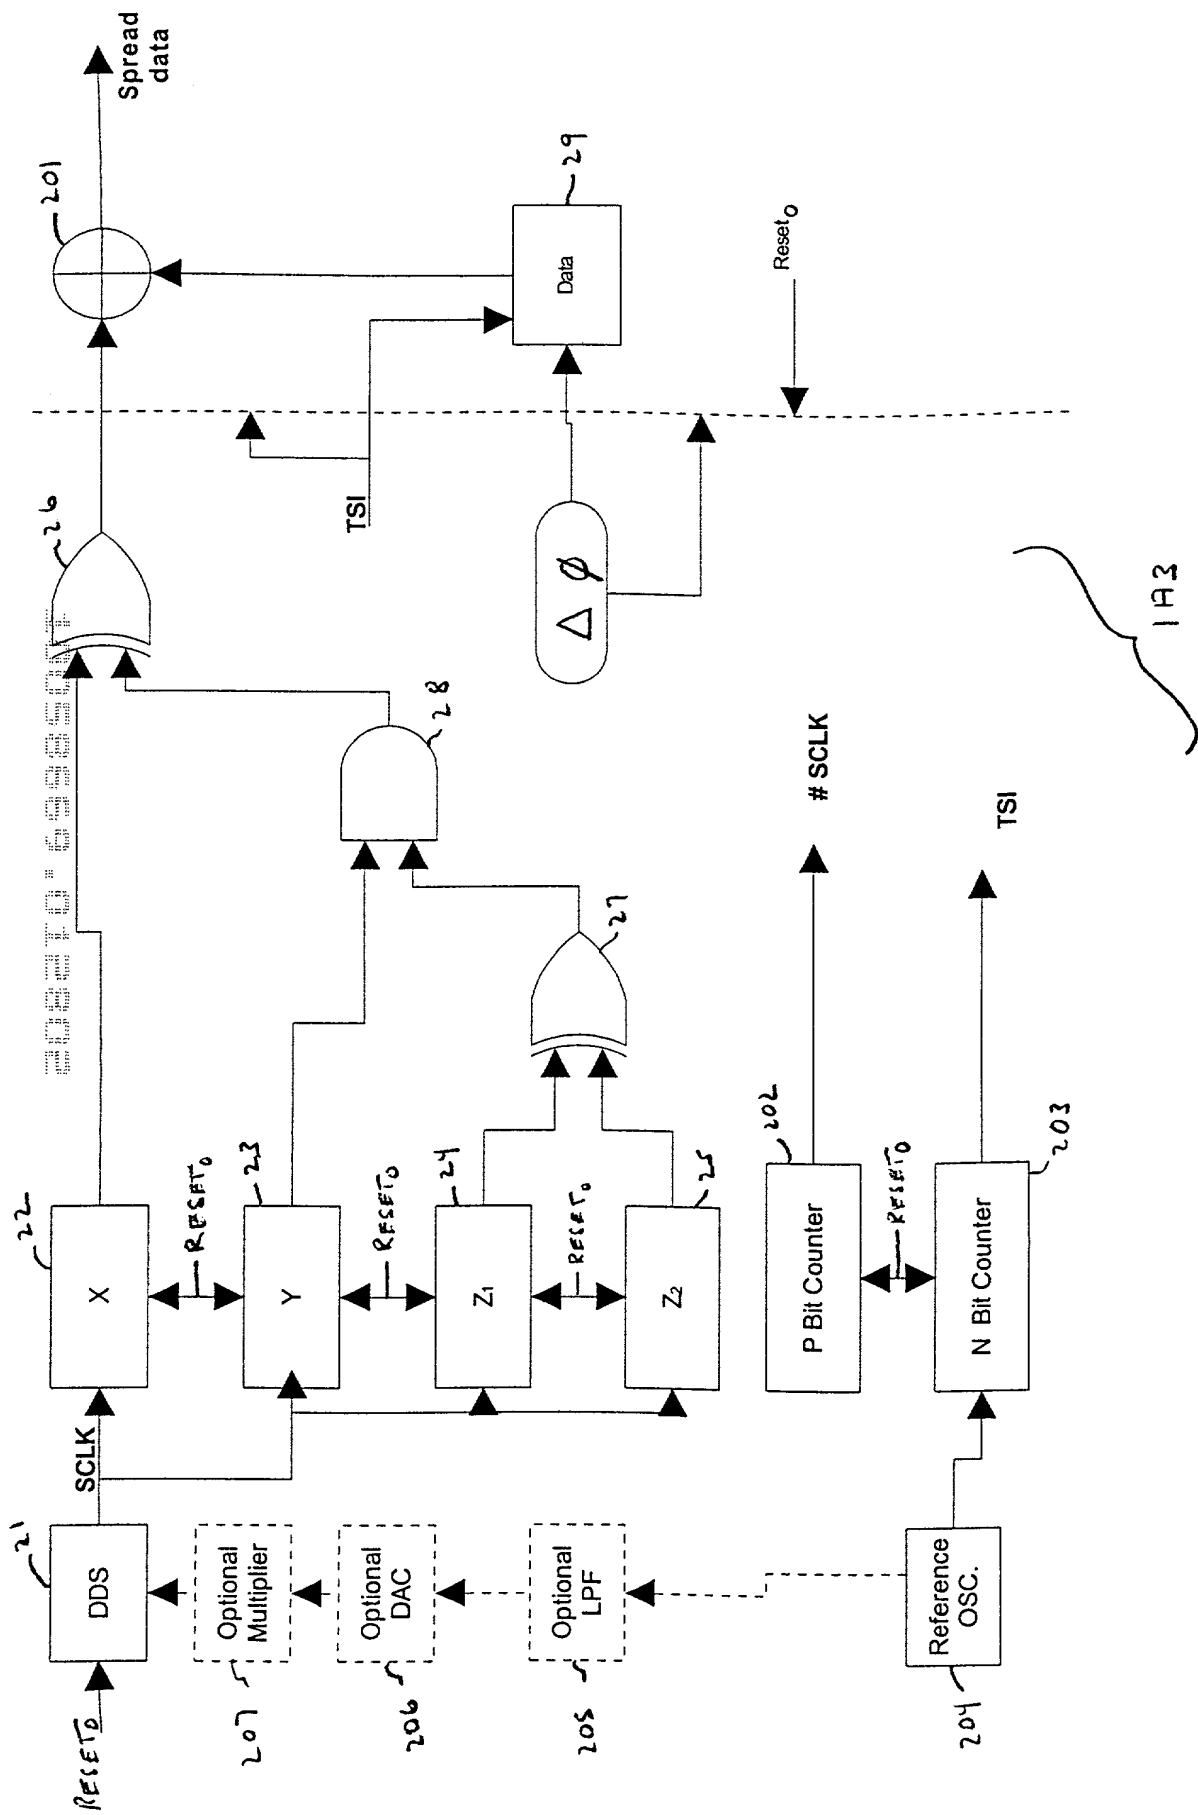 RESET0
21
DDS
SCLK
22
X
RESET0
23
Y
RESET0
24
Z1
RESET0
25
Z2
207
Optional
Multiplier
206
Optional
DAC
205
Optional
LPF
204
Reference
OSC.
202
P Bit Counter
RESET0
N Bit Counter
203
# SCLK
TSI
26
27
28
201
Spread
data
TSI
Δ φ
29
Data
Reset0
1A3